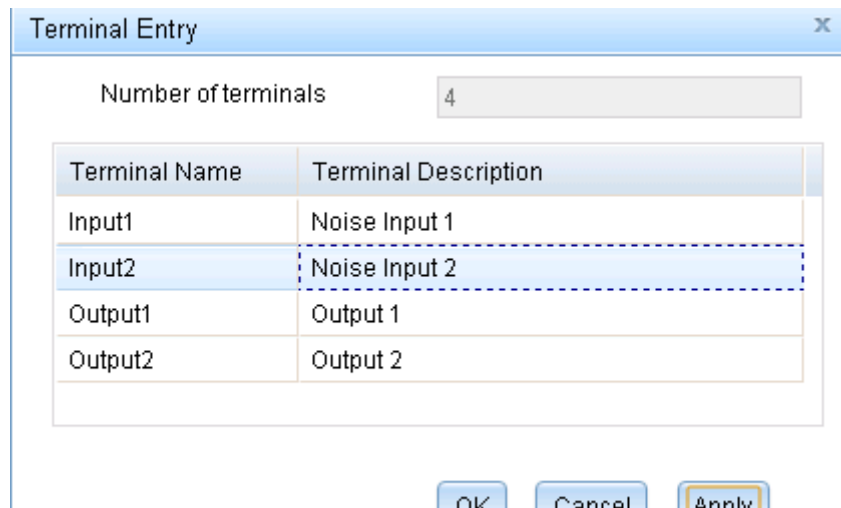 Terminal Entry x
Number of terminals 4
Terminal Name Terminal Description
Input1 Noise Input 1
Input2 Noise Input 2
Output1 Output 1
Output2 Output 2
OK Cancel Apply